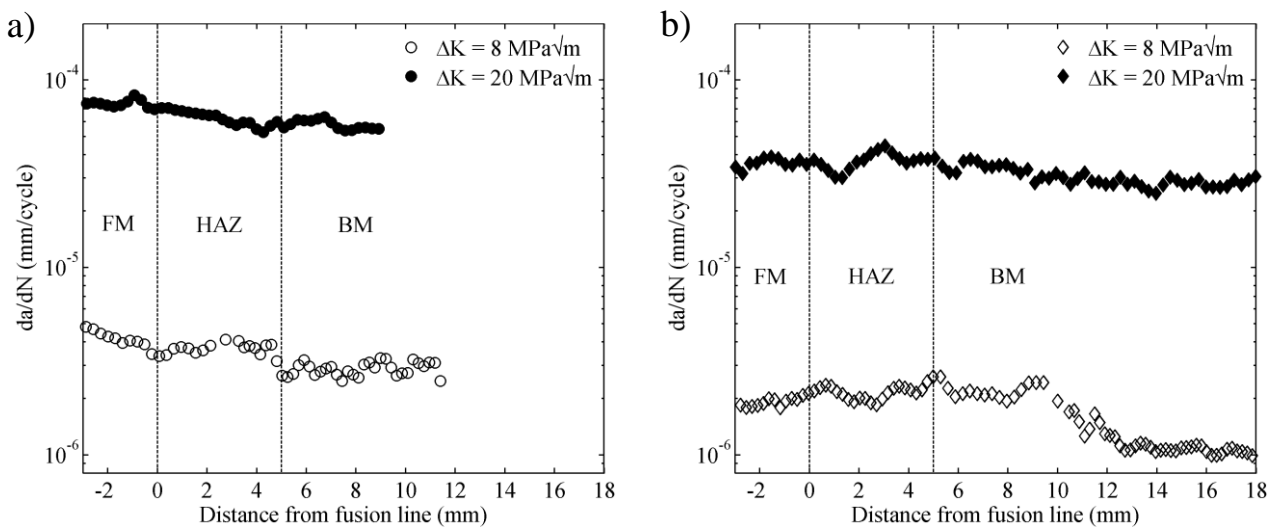 a)
○ ΔK = 8 MPa√m
● ΔK = 20 MPa√m
da/dN (mm/cycle)
10⁻⁴
10⁻⁵
10⁻⁶
FM HAZ BM
-2 0 2 4 6 8 10 12 14 16 18
Distance from fusion line (mm)
b)
◇ ΔK = 8 MPa√m
◆ ΔK = 20 MPa√m
da/dN (mm/cycle)
10⁻⁴
10⁻⁵
10⁻⁶
FM HAZ BM
-2 0 2 4 6 8 10 12 14 16 18
Distance from fusion line (mm)